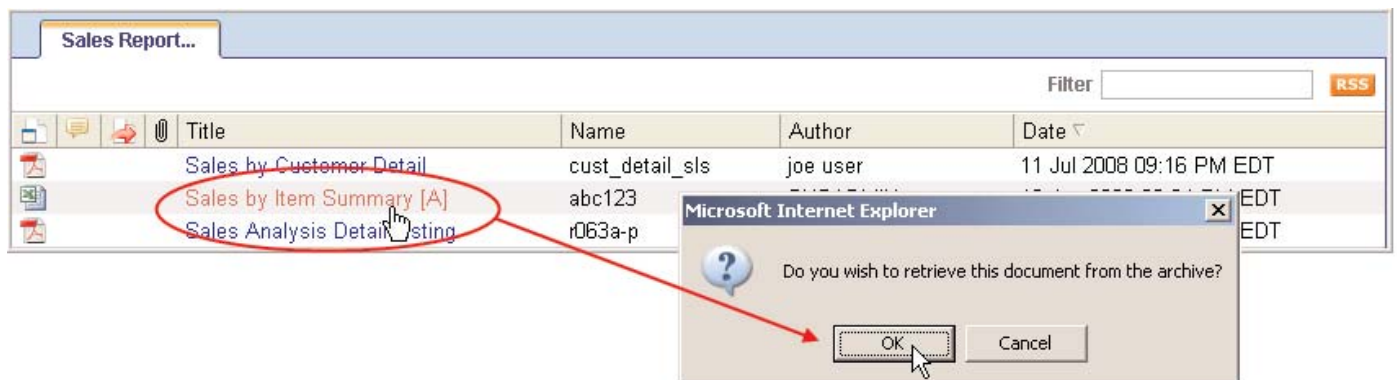 Sales Report...
Filter RSS
Title Name Author Date
Sales by Customer Detail cust_detail_sls joe user 11 Jul 2008 09:16 PM EDT
Sales by Item Summary [A] abc123 EDT
Sales Analysis Detail sting r063a-p EDT
Microsoft Internet Explorer
Do you wish to retrieve this document from the archive?
OK Cancel